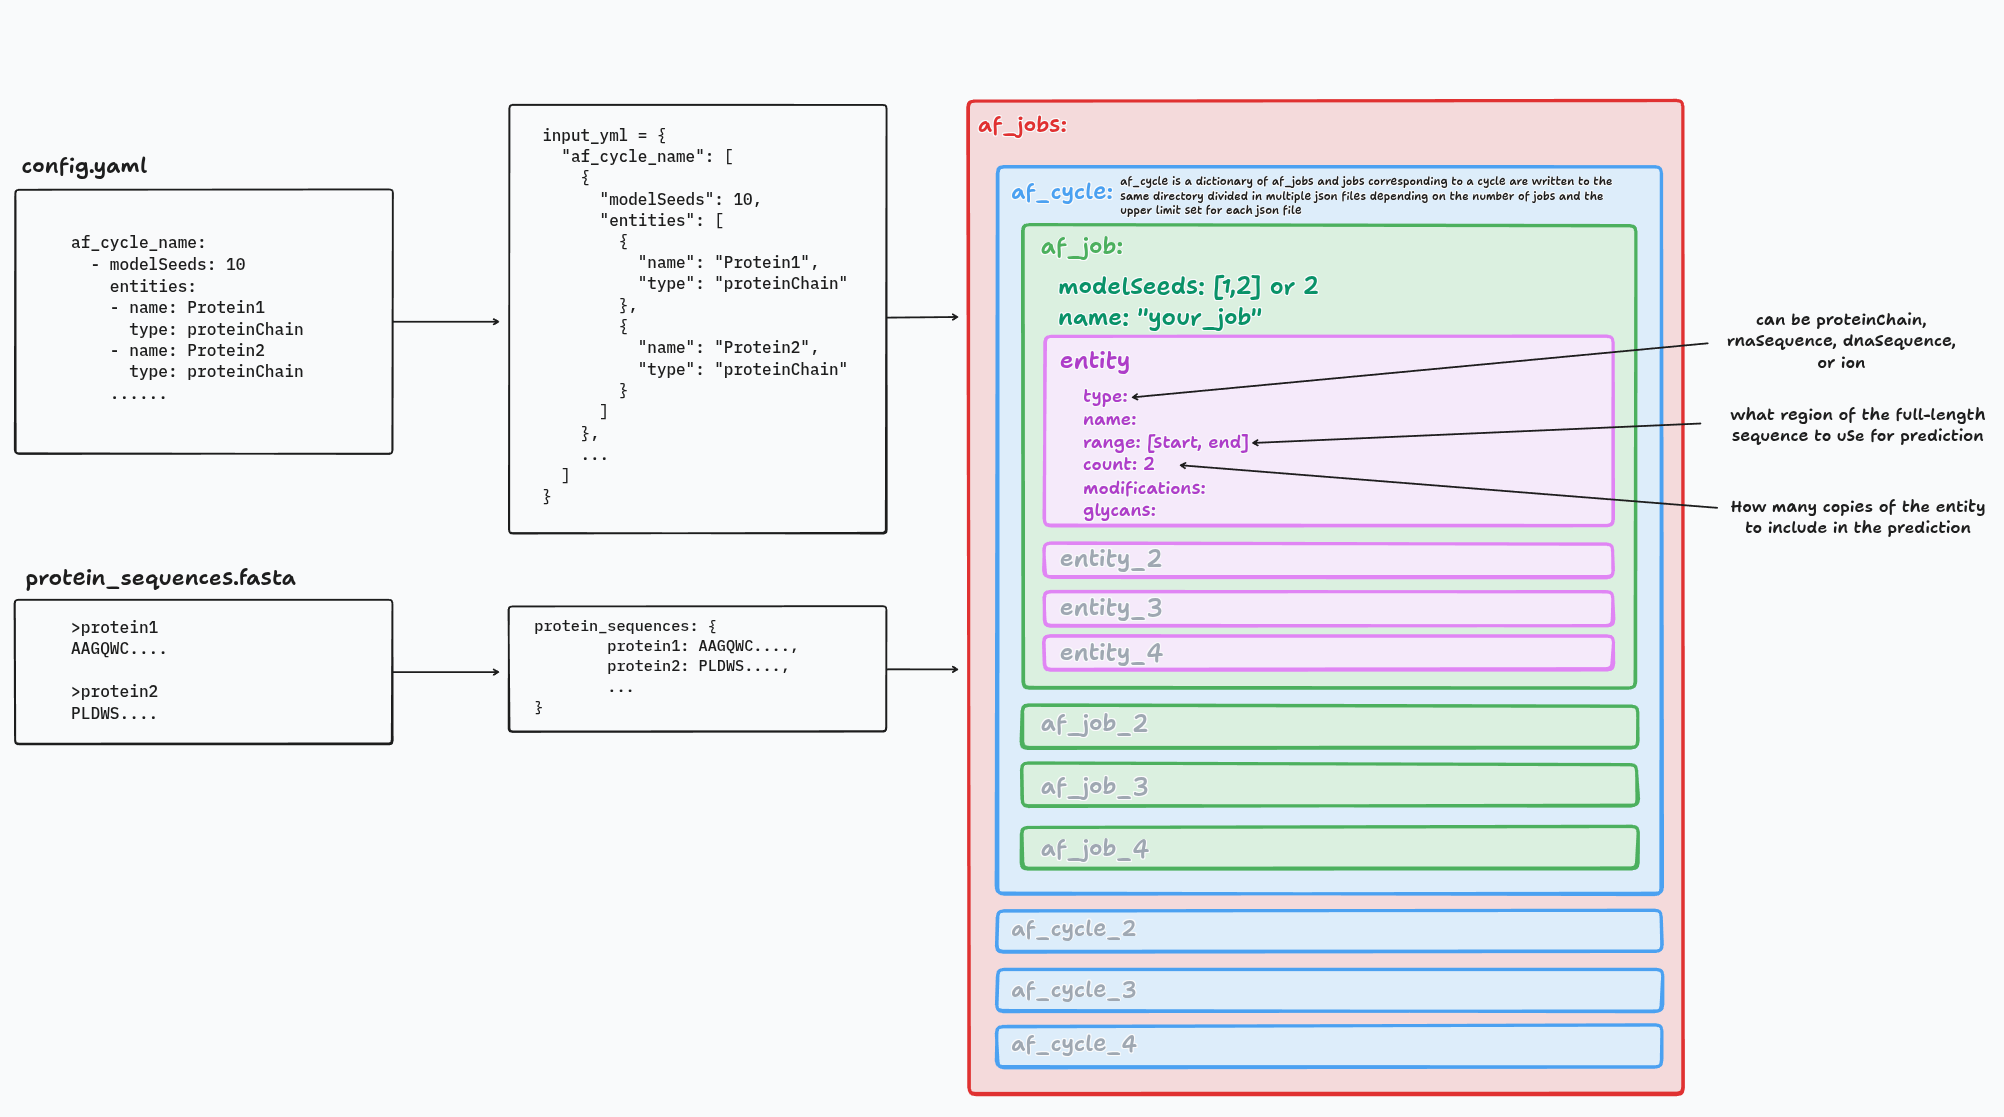 config.yaml
af_cycle_name:
- modelSeeds: 10
entities:
- name: Protein1
type: proteinChain
- name: Protein2
type: proteinChain
......
protein_sequences.fasta
>protein1
AAGQWC....
>protein2
PLDWS....
input_yml = {
"af_cycle_name": [
{
"modelSeeds": 10,
"entities": [
{
"name": "Protein1",
"type": "proteinChain"
},
{
"name": "Protein2",
"type": "proteinChain"
}
]
},
...
]
}
protein_sequences: {
protein1: AAGQWC....,
protein2: PLDWS....,
...
}
af_jobs:
af_cycle:
af_cycle is a dictionary of af_jobs and jobs corresponding to a cycle are written to the
same directory divided in multiple json files depending on the number of jobs and the
upper limit set for each json file
af_job:
modelSeeds: [1,2] or 2
name: "your_job"
entity
type:
name:
range: [start, end]
count: 2
modifications:
glycans:
entity_2
entity_3
entity_4
af_job_2
af_job_3
af_job_4
af_cycle_2
af_cycle_3
af_cycle_4
can be proteinChain,
rnaSequence, dnaSequence,
or ion
what region of the full-length
sequence to use for prediction
How many copies of the entity
to include in the prediction